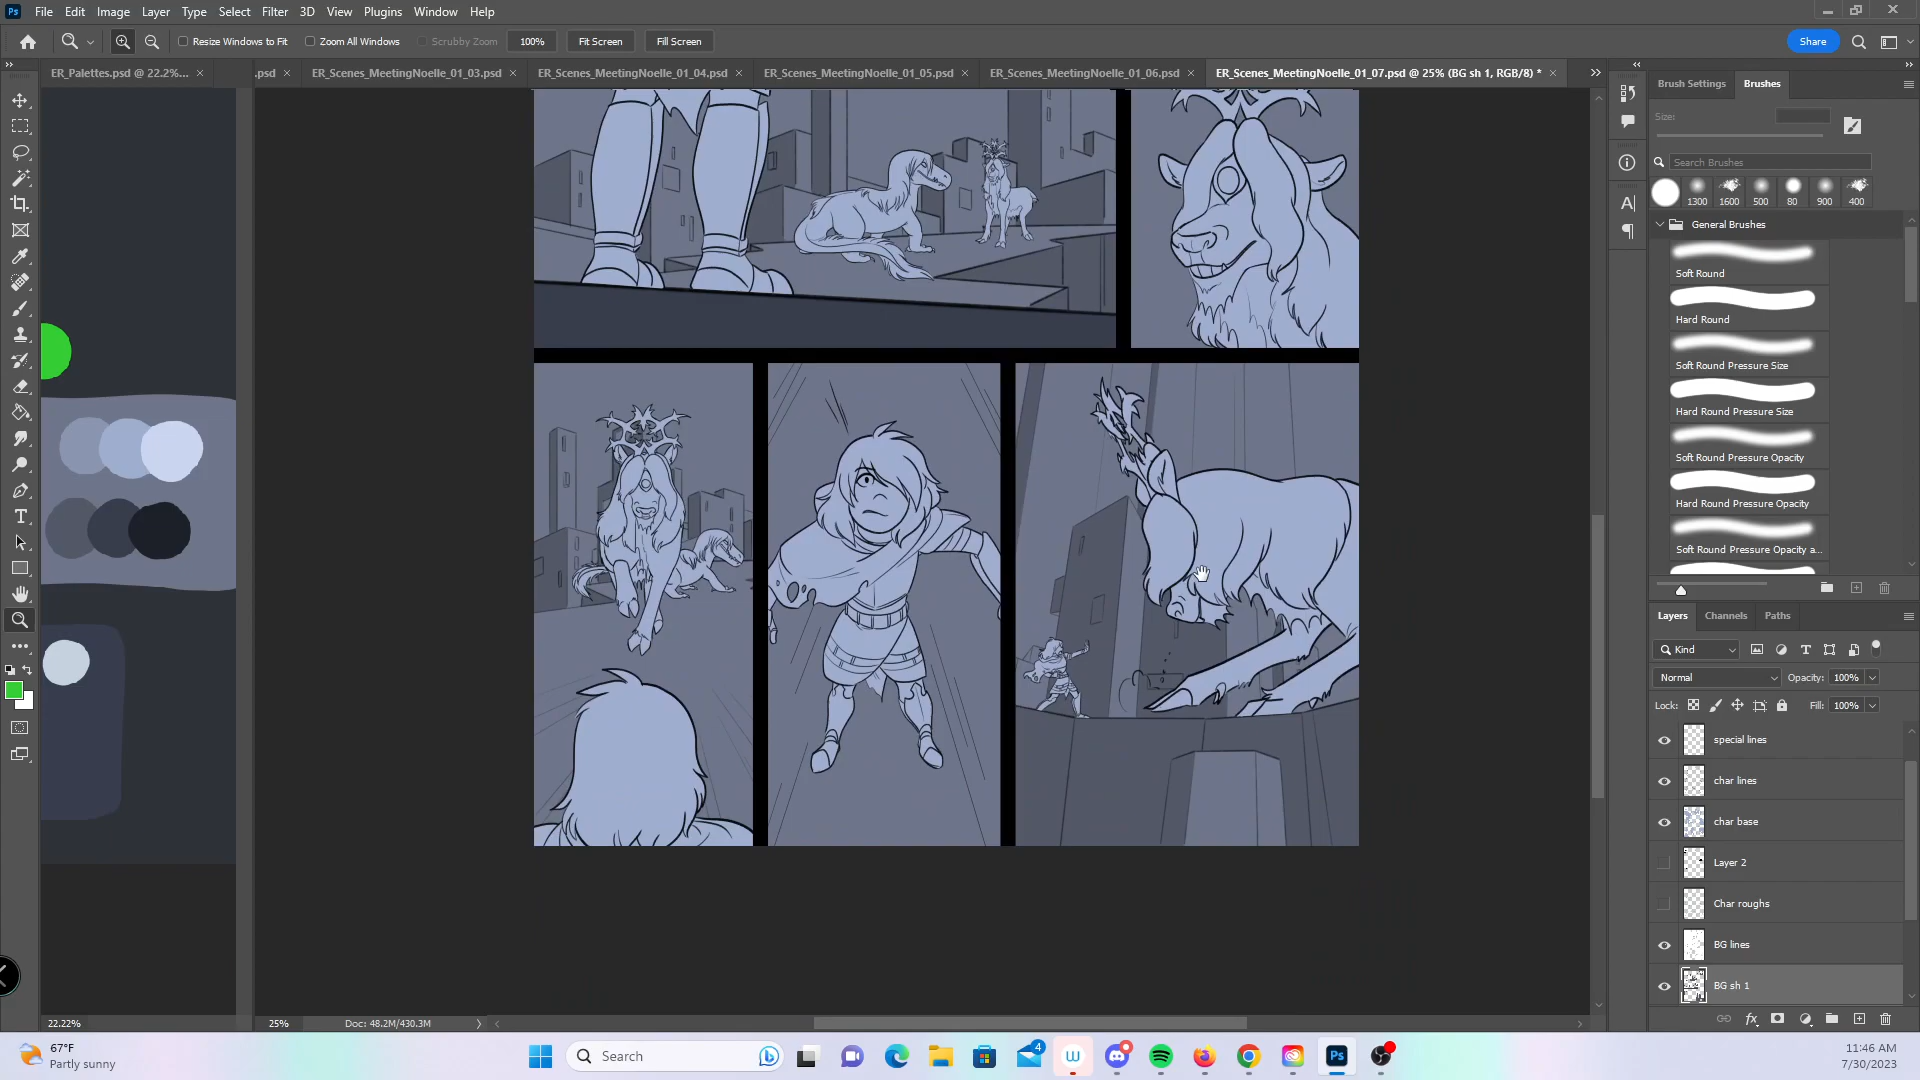 Ps File Edit Image Layer Type Select Filter 3D View Plugins Window Help
Resize Windows to Fit Zoom All Windows Scrubby Zoom 100% Fit Screen Fill Screen Share
ER_Palettes.psd @ 22.2%... × .psd × ER_Scenes_MeetingNoelle_01_03.psd × ER_Scenes_MeetingNoelle_01_04.psd × ER_Scenes_MeetingNoelle_01_05.psd × ER_Scenes_MeetingNoelle_01_06.psd × ER_Scenes_MeetingNoelle_01_07.psd @ 25% (BG sh 1, RGB/8) * ×
Brush Settings Brushes
Size:
Search Brushes
1300 1600 500 80 900 400
General Brushes
Soft Round
Hard Round
Soft Round Pressure Size
Hard Round Pressure Size
Soft Round Pressure Opacity
Hard Round Pressure Opacity
Soft Round Pressure Opacity a...
Layers Channels Paths
Kind
Normal Opacity: 100%
Lock: Fill: 100%
special lines
char lines
char base
Layer 2
Char roughs
BG lines
BG sh 1
22.22% 25% Doc: 48.2M/430.3M
67°F
Partly sunny
Search
4
Ps
11:46 AM
7/30/2023